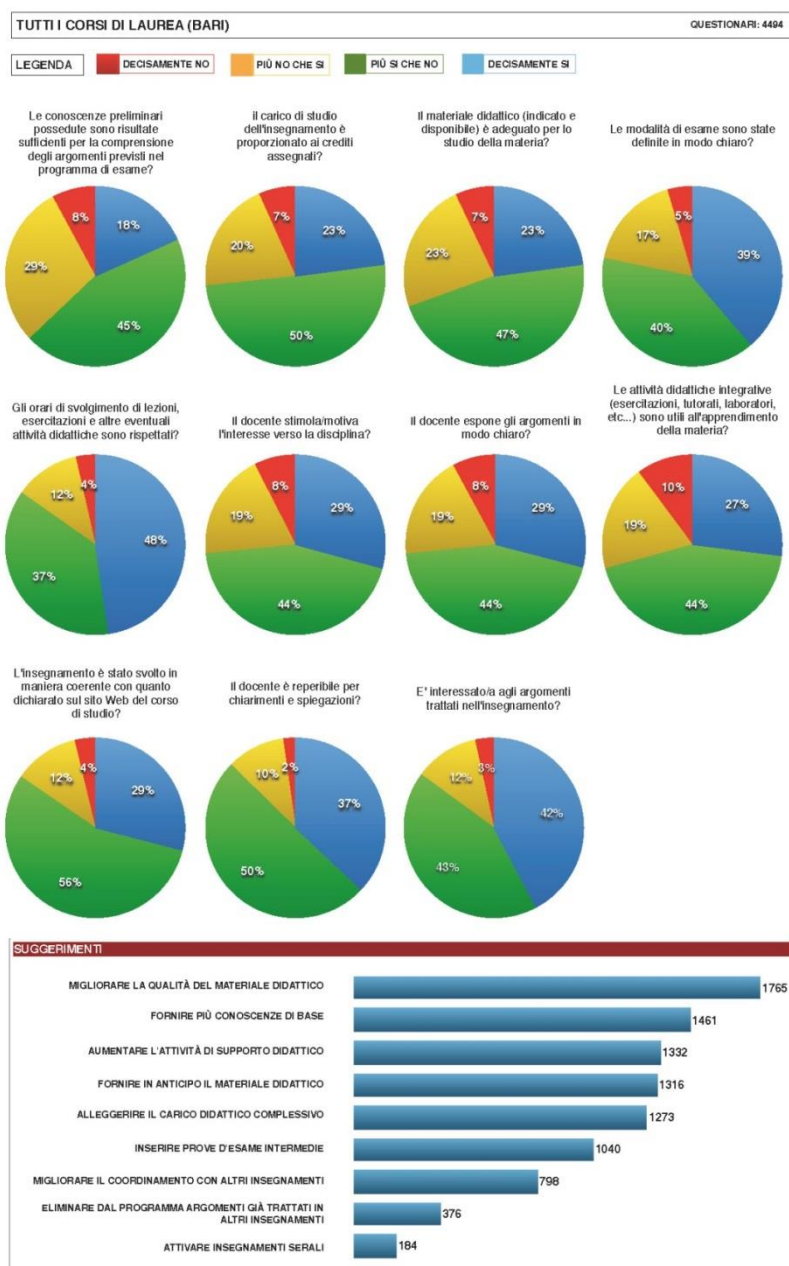 TUTTI I CORSI DI LAUREA (BARI)
QUESTIONARI: 4494
LEGENDA
DECISAMENTE NO
PIÙ NO CHE SI
PIÙ SI CHE NO
DECISAMENTE SI
Le conoscenze preliminari
possedute sono risultate
sufficienti per la comprensione
degli argomenti previsti nel
programma di esame?
8%
18%
29%
45%
il carico di studio
dell'insegnamento è
proporzionato ai crediti
assegnati?
7%
23%
20%
50%
Il materiale didattico (indicato e
disponibile) è adeguato per lo
studio della materia?
7%
23%
23%
47%
Le modalità di esame sono state
definite in modo chiaro?
5%
17%
39%
40%
Gli orari di svolgimento di lezioni,
esercitazioni e altre eventuali
attività didattiche sono rispettati?
4%
12%
48%
37%
Il docente stimola/motiva
l'interesse verso la disciplina?
8%
19%
29%
44%
Il docente espone gli argomenti in
modo chiaro?
8%
19%
29%
44%
Le attività didattiche integrative
(esercitazioni, tutorati, laboratori,
etc...) sono utili all'apprendimento
della materia?
10%
27%
19%
44%
L'insegnamento è stato svolto in
maniera coerente con quanto
dichiarato sul sito Web del corso
di studio?
4%
12%
29%
56%
Il docente è reperibile per
chiarimenti e spiegazioni?
2%
10%
37%
50%
E' interessato/a agli argomenti
trattati nell'insegnamento?
3%
12%
42%
43%
SUGGERIMENTI
MIGLIORARE LA QUALITÀ DEL MATERIALE DIDATTICO 1765
FORNIRE PIÙ CONOSCENZE DI BASE 1461
AUMENTARE L'ATTIVITÀ DI SUPPORTO DIDATTICO 1332
FORNIRE IN ANTICIPO IL MATERIALE DIDATTICO 1316
ALLEGGERIRE IL CARICO DIDATTICO COMPLESSIVO 1273
INSERIRE PROVE D'ESAME INTERMEDIE 1040
MIGLIORARE IL COORDINAMENTO CON ALTRI INSEGNAMENTI 798
ELIMINARE DAL PROGRAMMA ARGOMENTI GIÀ TRATTATI IN
ALTRI INSEGNAMENTI 376
ATTIVARE INSEGNAMENTI SERALI 184